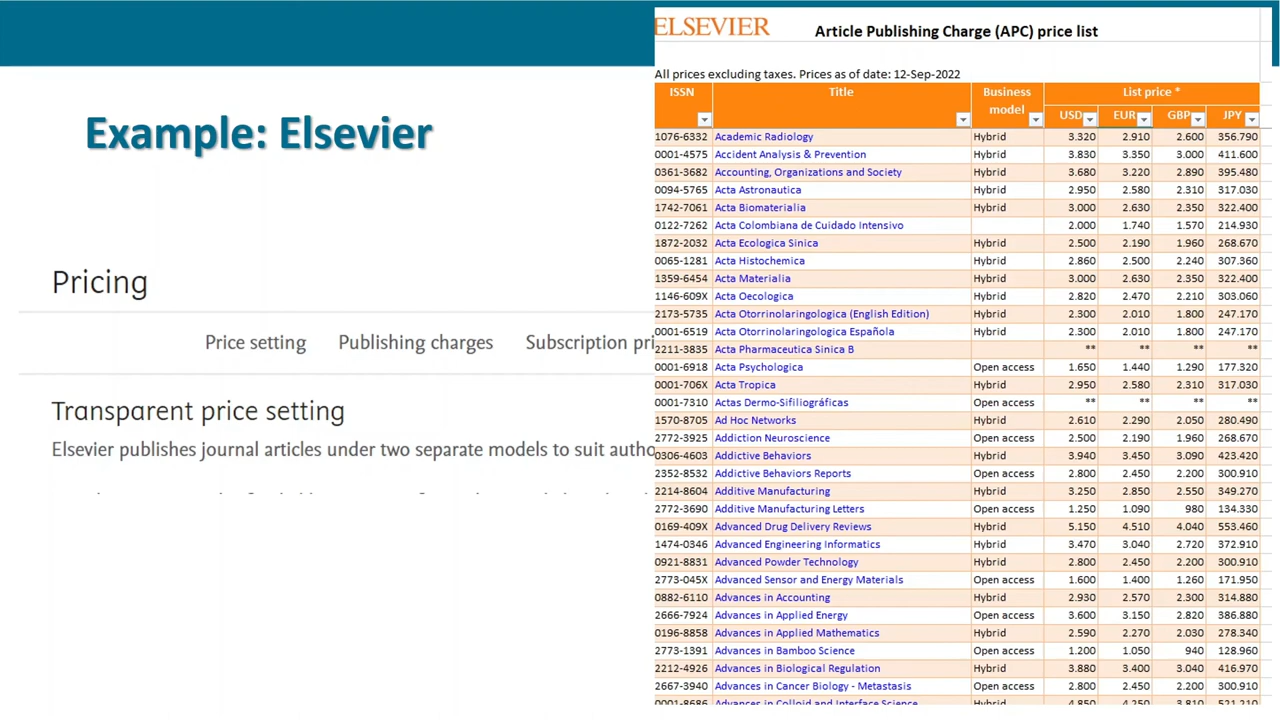 Example: Elsevier
Pricing
Price setting Publishing charges Subscription pri
Transparent price setting
Elsevier publishes journal articles under two separate models to suit autho
ELSEVIER Article Publishing Charge (APC) price list
All prices excluding taxes. Prices as of date: 12-Sep-2022
ISSN Title Business model List price *
USD EUR GBP JPY
1076-6332 Academic Radiology Hybrid 3.320 2.910 2.600 356.790
0001-4575 Accident Analysis & Prevention Hybrid 3.830 3.350 3.000 411.600
0361-3682 Accounting, Organizations and Society Hybrid 3.680 3.220 2.890 395.480
0094-5765 Acta Astronautica Hybrid 2.950 2.580 2.310 317.030
1742-7061 Acta Biomaterialia Hybrid 3.000 2.630 2.350 322.400
0122-7262 Acta Colombiana de Cuidado Intensivo 2.000 1.740 1.570 214.930
1872-2032 Acta Ecologica Sinica Hybrid 2.500 2.190 1.960 268.670
0065-1281 Acta Histochemica Hybrid 2.860 2.500 2.240 307.360
1359-6454 Acta Materialia Hybrid 3.000 2.630 2.350 322.400
1146-609X Acta Oecologica Hybrid 2.820 2.470 2.210 303.060
2173-5735 Acta Otorrinolaringologica (English Edition) Hybrid 2.300 2.010 1.800 247.170
0001-6519 Acta Otorrinolaringologica Española Hybrid 2.300 2.010 1.800 247.170
2211-3835 Acta Pharmaceutica Sinica B ** ** ** **
0001-6918 Acta Psychologica Open access 1.650 1.440 1.290 177.320
0001-706X Acta Tropica Hybrid 2.950 2.580 2.310 317.030
0001-7310 Actas Dermo-Sifiliográficas Open access ** ** ** **
1570-8705 Ad Hoc Networks Hybrid 2.610 2.290 2.050 280.490
2772-3925 Addiction Neuroscience Open access 2.500 2.190 1.960 268.670
0306-4603 Addictive Behaviors Hybrid 3.940 3.450 3.090 423.420
2352-8532 Addictive Behaviors Reports Open access 2.800 2.450 2.200 300.910
2214-8604 Additive Manufacturing Hybrid 3.250 2.850 2.550 349.270
2772-3690 Additive Manufacturing Letters Open access 1.250 1.090 980 134.330
0169-409X Advanced Drug Delivery Reviews Hybrid 5.150 4.510 4.040 553.460
1474-0346 Advanced Engineering Informatics Hybrid 3.470 3.040 2.720 372.910
0921-8831 Advanced Powder Technology Hybrid 2.800 2.450 2.200 300.910
2773-045X Advanced Sensor and Energy Materials Open access 1.600 1.400 1.260 171.950
0882-6110 Advances in Accounting Hybrid 2.930 2.570 2.300 314.880
2666-7924 Advances in Applied Energy Open access 3.600 3.150 2.820 386.880
0196-8858 Advances in Applied Mathematics Hybrid 2.590 2.270 2.030 278.340
2773-1391 Advances in Bamboo Science Open access 1.200 1.050 940 128.960
2212-4926 Advances in Biological Regulation Hybrid 3.880 3.400 3.040 416.970
2667-3940 Advances in Cancer Biology - Metastasis Open access 2.800 2.450 2.200 300.910
0001-8686 Advances in Colloid and Interface Science Hybrid 4.850 4.250 3.810 521.210